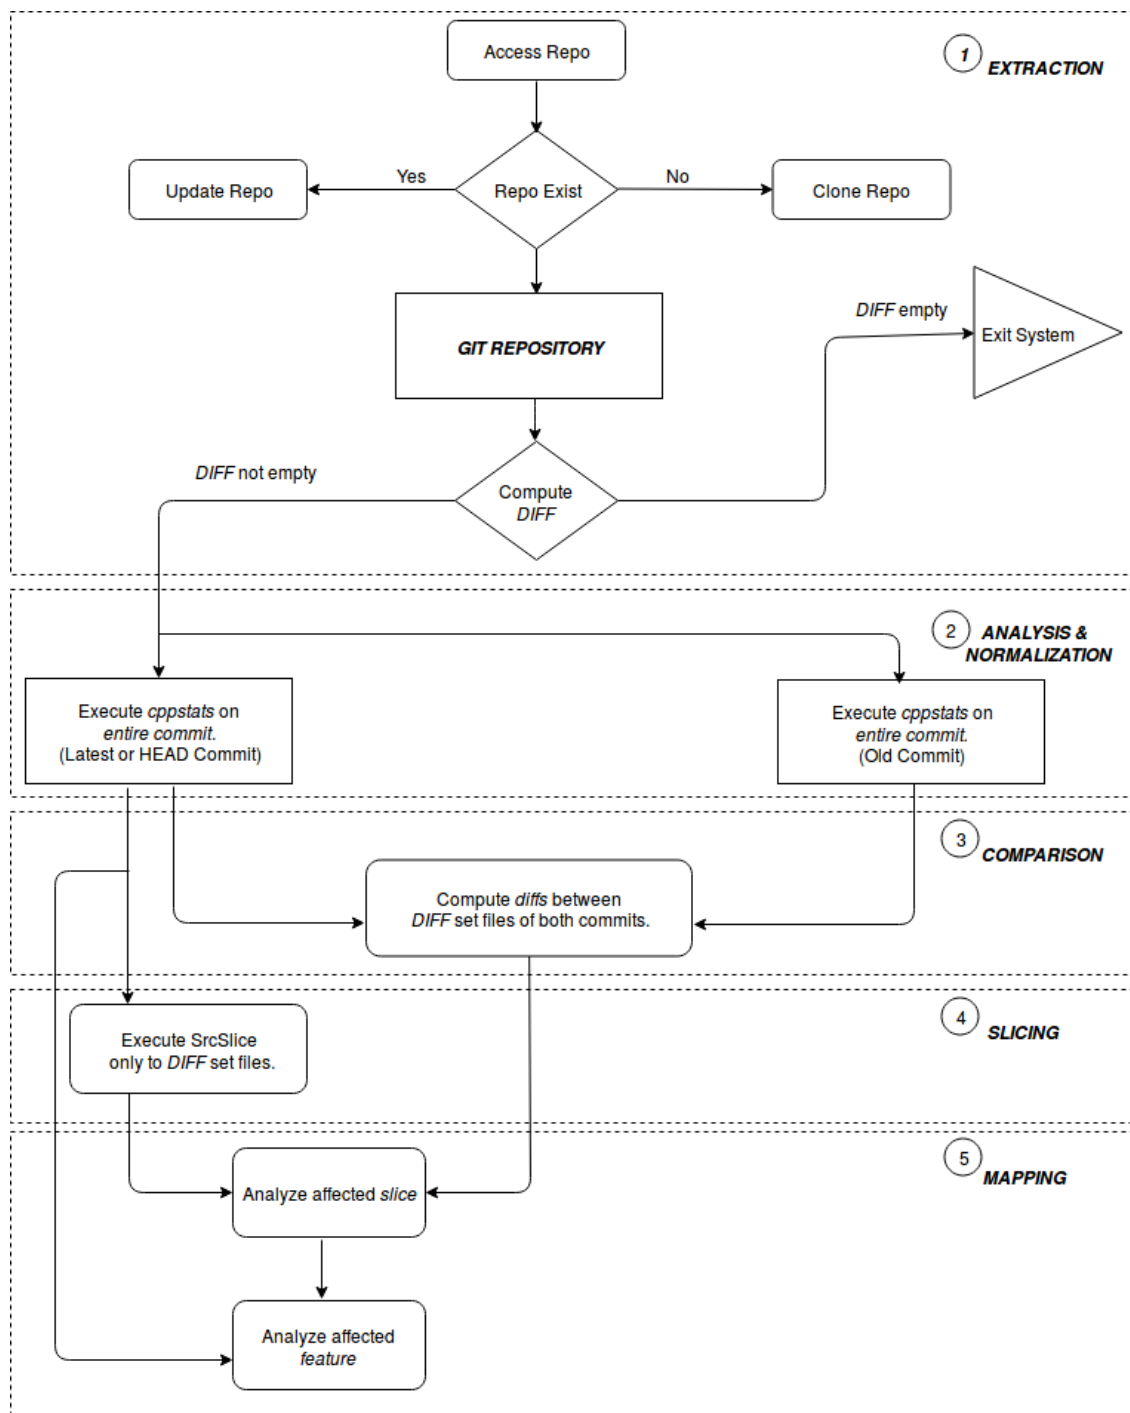 Access Repo
1
EXTRACTION
Yes
No
Update Repo
Repo Exist
Clone Repo
DIFF empty
GIT REPOSITORY
Exit System
DIFF not empty
Compute
DIFF
2
ANALYSIS &
NORMALIZATION
Execute cppstats on
entire commit.
(Latest or HEAD Commit)
Execute cppstats on
entire commit.
(Old Commit)
3
COMPARISON
Compute diffs between
DIFF set files of both commits.
4
SLICING
Execute SrcSlice
only to DIFF set files.
5
MAPPING
Analyze affected slice
Analyze affected
feature